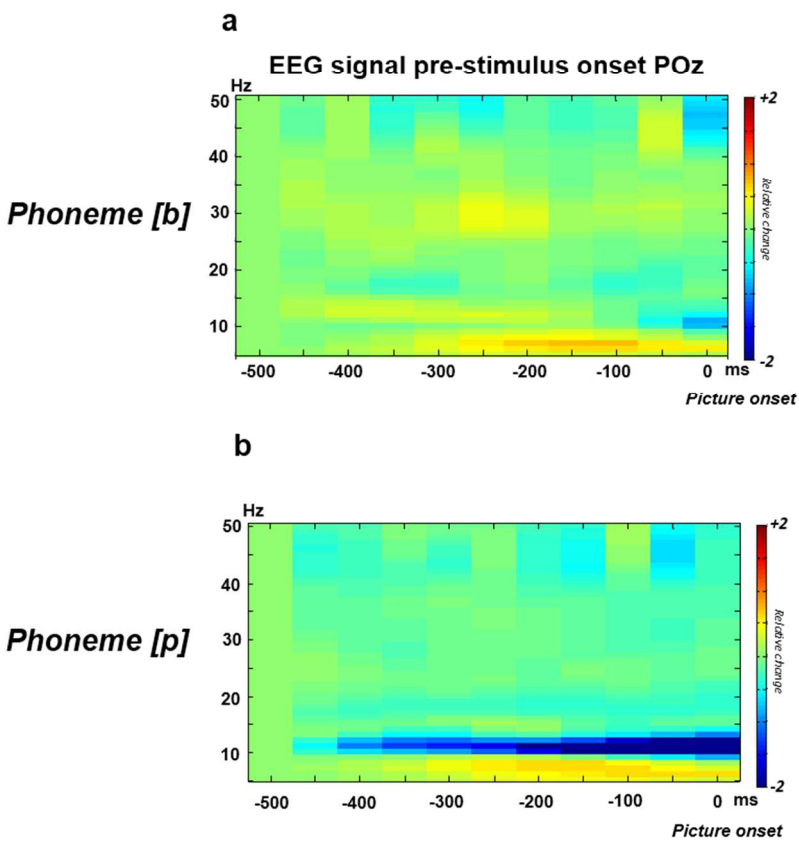 a
EEG signal pre-stimulus onset POz
Hz
50
40
30
20
10
Phoneme [b]
+2
Relative change
-2
-500 -400 -300 -200 -100 0 ms
Picture onset
b
Hz
50
40
30
20
10
Phoneme [p]
+2
Relative change
-2
-500 -400 -300 -200 -100 0 ms
Picture onset